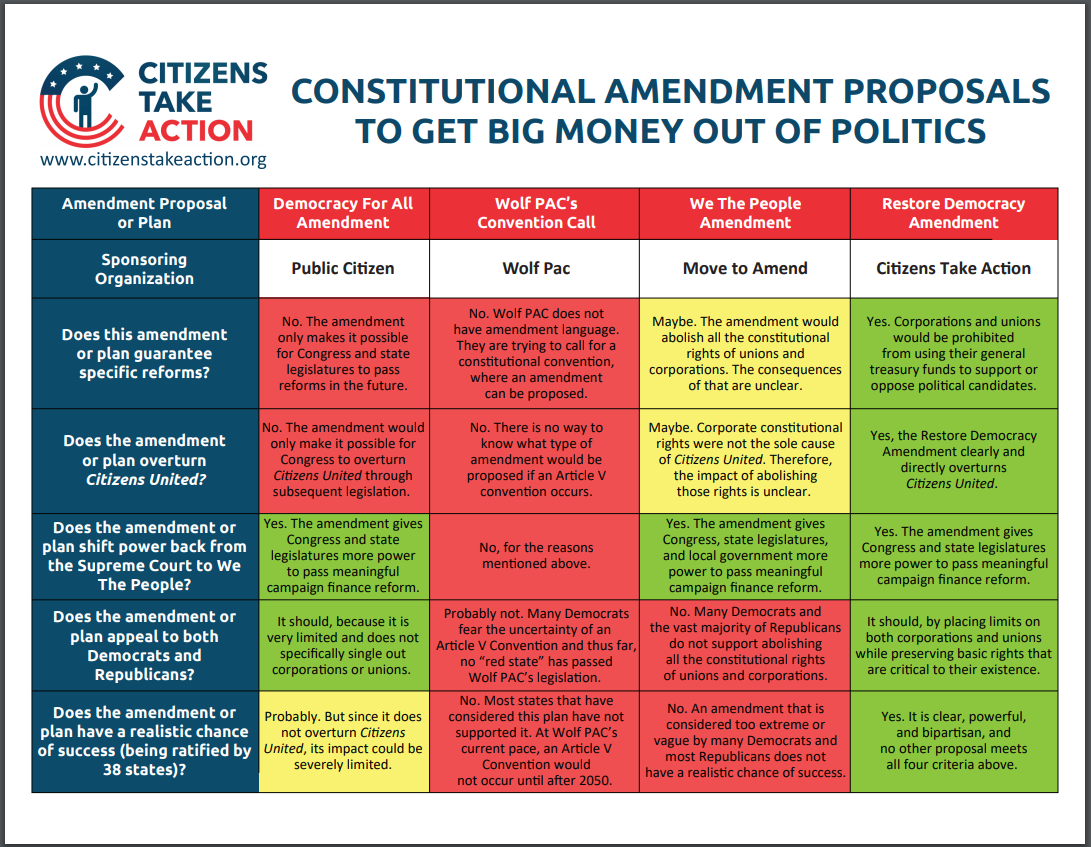 CITIZENS
TAKE
ACTION
www.citizenstakeaction.org
CONSTITUTIONAL AMENDMENT PROPOSALS
TO GET BIG MONEY OUT OF POLITICS
Amendment Proposal
or Plan
Democracy For All
Amendment
Wolf PAC's
Convention Call
We The People
Amendment
Restore Democracy
Amendment
Sponsoring
Organization
Public Citizen
Wolf Pac
Move to Amend
Citizens Take Action
Does this amendment
or plan guarantee
specific reforms?
No. The amendment
only makes it possible
for Congress and state
legislatures to pass
reforms in the future.
No. Wolf PAC does not
have amendment language.
They are trying to call for a
constitutional convention,
where an amendment
can be proposed.
Maybe. The amendment would
abolish all the constitutional
rights of unions and
corporations. The consequences
of that are unclear.
Yes. Corporations and unions
would be prohibited
from using their general
treasury funds to support or
oppose political candidates.
Does the amendment
or plan overturn
Citizens United?
No. The amendment would
only make it possible for
Congress to overturn
Citizens United through
subsequent legislation.
No. There is no way to
know what type of
amendment would be
proposed if an Article V
convention occurs.
Maybe. Corporate constitutional
rights were not the sole cause
of Citizens United. Therefore,
the impact of abolishing
those rights is unclear.
Yes, the Restore Democracy
Amendment clearly and
directly overturns
Citizens United.
Does the amendment or
plan shift power back from
the Supreme Court to We
The People?
Yes. The amendment gives
Congress and state
legislatures more power
to pass meaningful
campaign finance reform.
No, for the reasons
mentioned above.
Yes. The amendment gives
Congress, state legislatures,
and local government more
power to pass meaningful
campaign finance reform.
Yes. The amendment gives
Congress and state legislatures
more power to pass meaningful
campaign finance reform.
Does the amendment or
plan appeal to both
Democrats and
Republicans?
It should, because it is
very limited and does not
specifically single out
corporations or unions.
Probably not. Many Democrats
fear the uncertainty of an
Article V Convention and thus far,
no “red state” has passed
Wolf PAC's legislation.
No. Many Democrats and
the vast majority of Republicans
do not support abolishing
all the constitutional rights
of unions and corporations.
It should, by placing limits on
both corporations and unions
while preserving basic rights that
are critical to their existence.
Does the amendment or
plan have a realistic chance
of success (being ratified by
38 states)?
Probably. But since it does
not overturn Citizens
United, its impact could be
severely limited.
No. Most states that have
considered this plan have not
supported it. At Wolf PAC's
current pace, an Article V
Convention would
not occur until after 2050.
No. An amendment that is
considered too extreme or
vague by many Democrats and
most Republicans does not
have a realistic chance of success.
Yes. It is clear, powerful,
and bipartisan, and
no other proposal meets
all four criteria above.